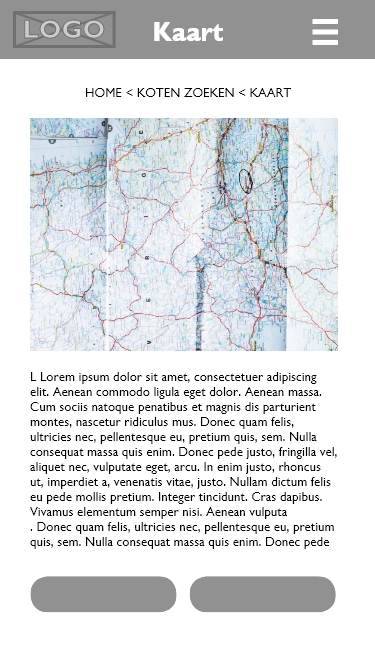 LOGO
Kaart
HOME < KOTEN ZOEKEN < KAART
L Lorem ipsum dolor sit amet, consectetuer adipiscing
elit. Aenean commodo ligula eget dolor. Aenean massa.
Cum sociis natoque penatibus et magnis dis parturient
montes, nascetur ridiculus mus. Donec quam felis,
ultricies nec, pellentesque eu, pretium quis, sem. Nulla
consequat massa quis enim. Donec pede justo, fringilla vel,
aliquet nec, vulputate eget, arcu. In enim justo, rhoncus
ut, imperdiet a, venenatis vitae, justo. Nullam dictum felis
eu pede mollis pretium. Integer tincidunt. Cras dapibus.
Vivamus elementum semper nisi. Aenean vulputa
. Donec quam felis, ultricies nec, pellentesque eu, pretium
quis, sem. Nulla consequat massa quis enim. Donec pede